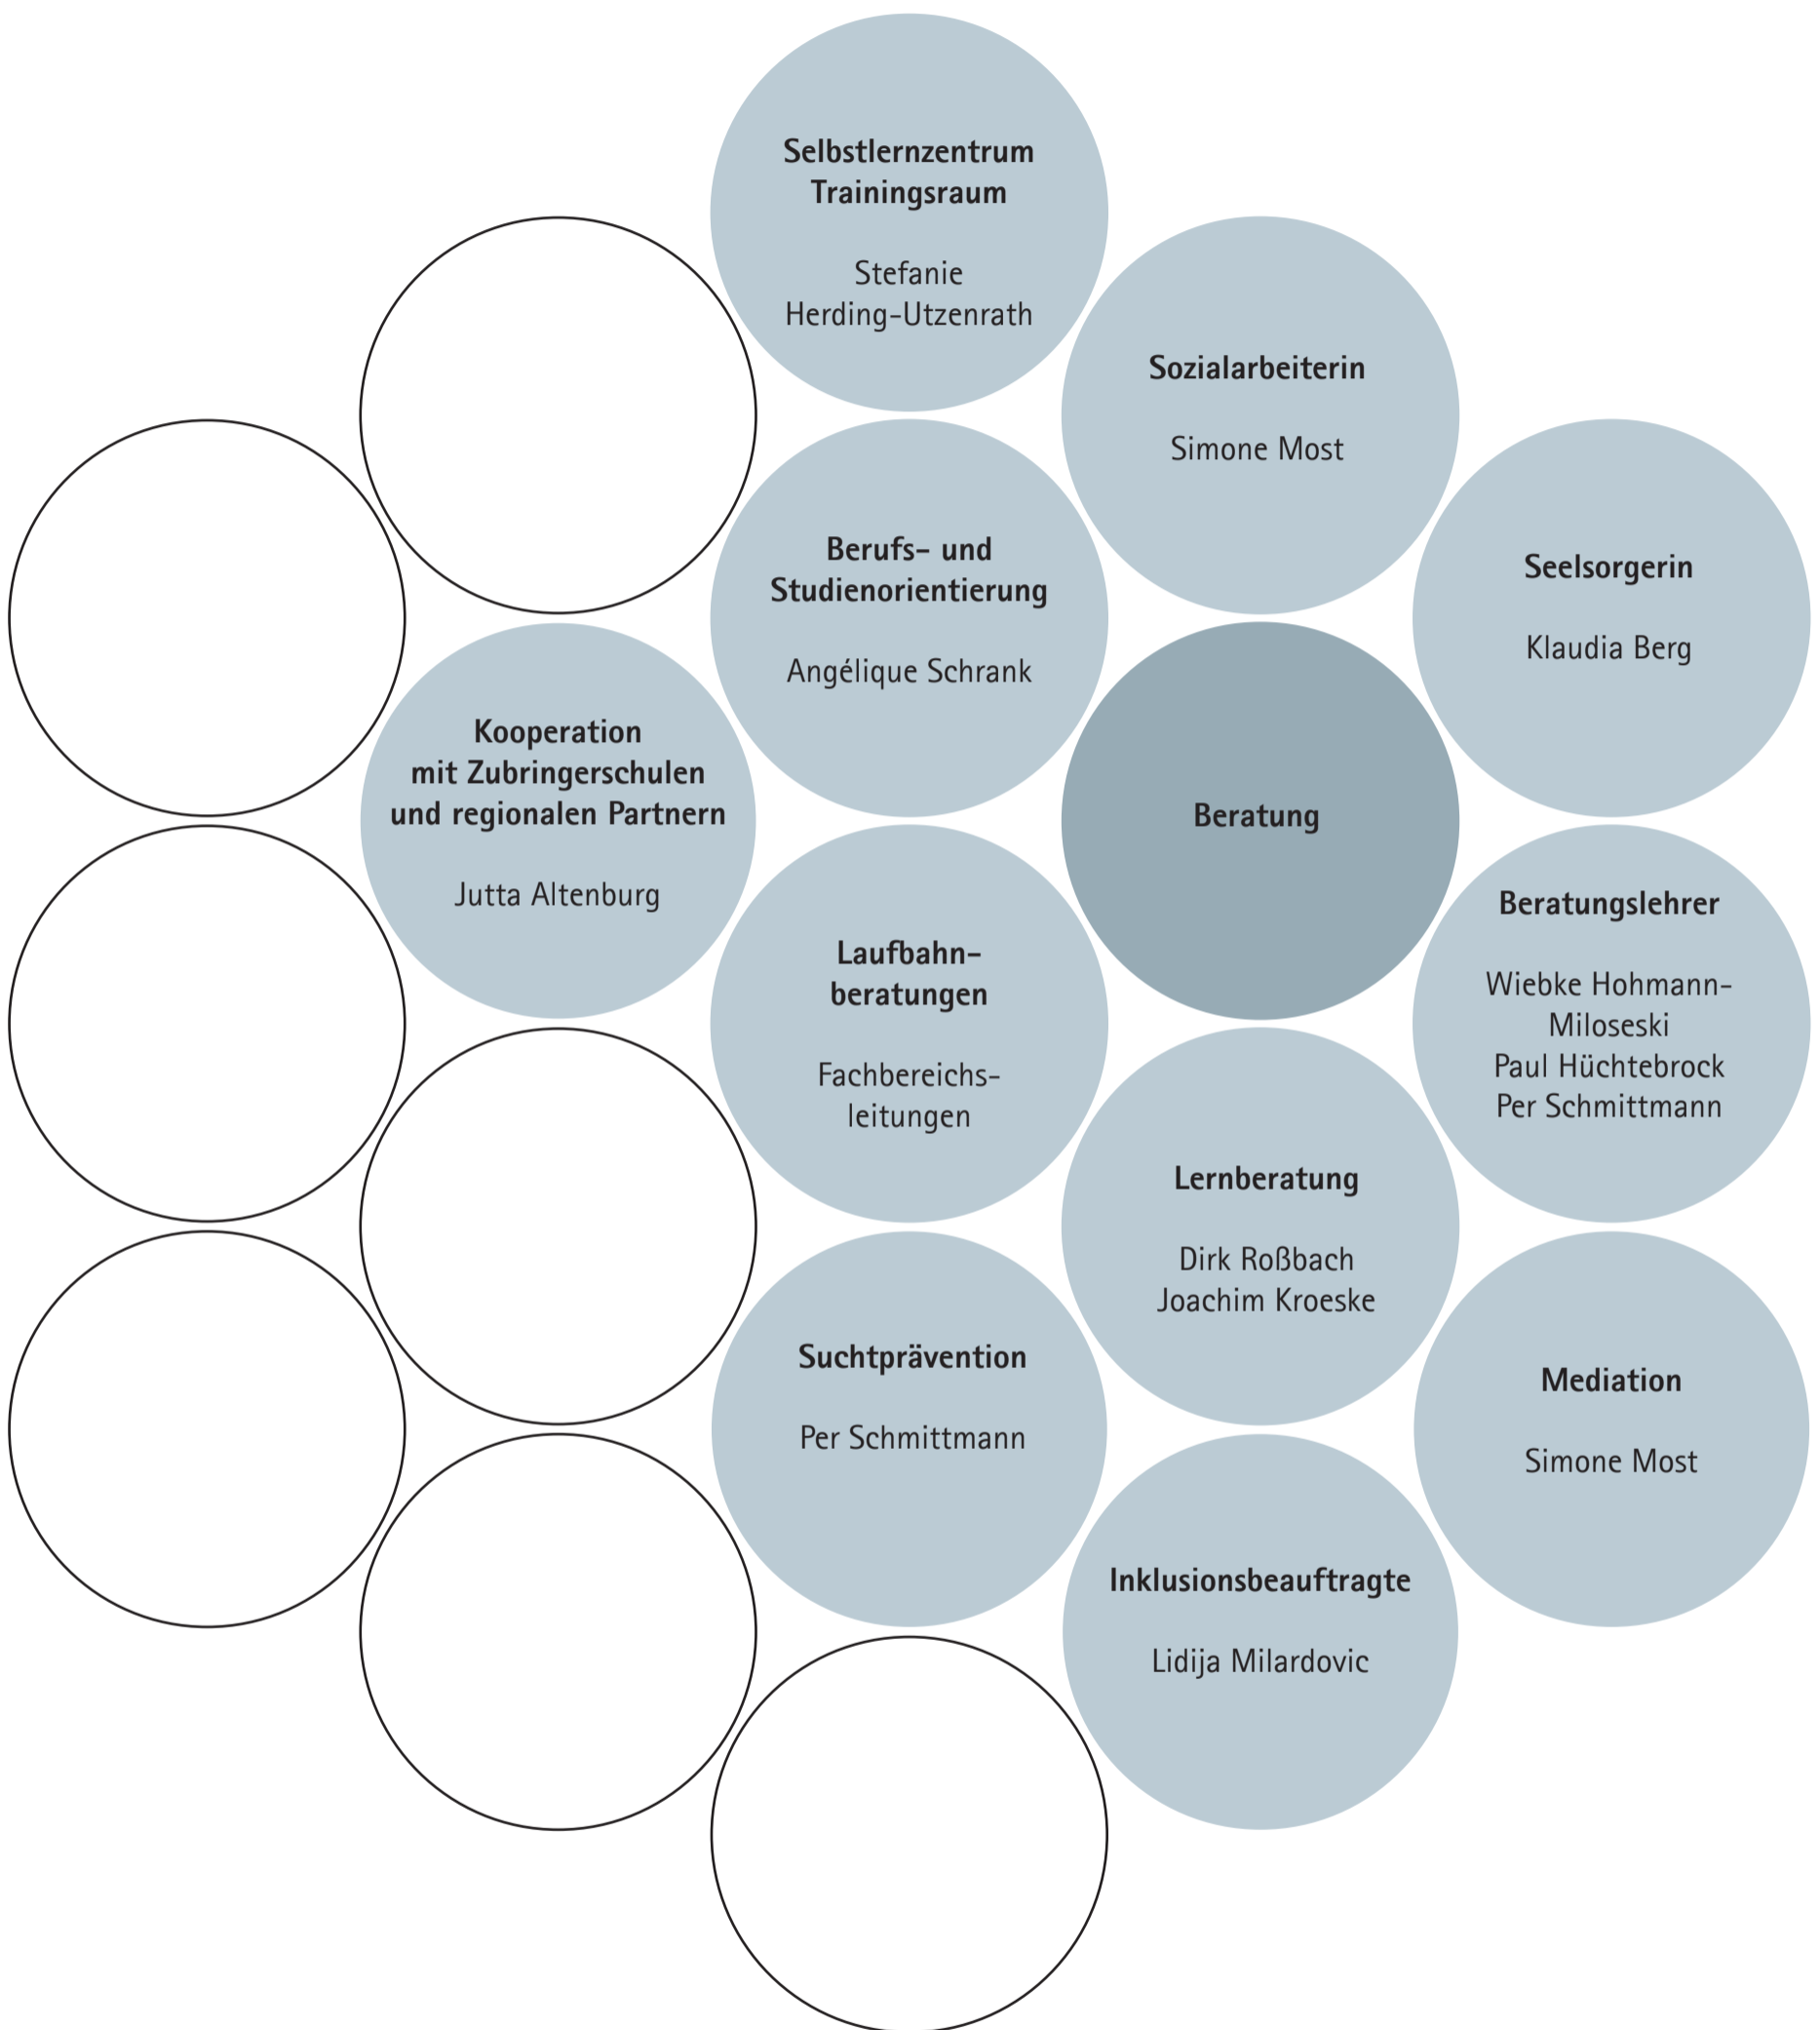 Selbstlernzentrum
Trainingsraum
Stefanie
Herding-Utzenrath
Sozialarbeiterin
Simone Most
Berufs- und
Studienorientierung
Angélique Schrank
Seelsorgerin
Klaudia Berg
Kooperation
mit Zubringerschulen
und regionalen Partnern
Jutta Altenburg
Beratung
Laufbahn-
beratungen
Fachbereichs-
leitungen
Beratungslehrer
Wiebke Hohmann-
Miloseski
Paul Hüchtebrock
Per Schmittmann
Lernberatung
Dirk Roßbach
Joachim Kroeske
Suchtprävention
Per Schmittmann
Mediation
Simone Most
Inklusionsbeauftragte
Lidija Milardovic